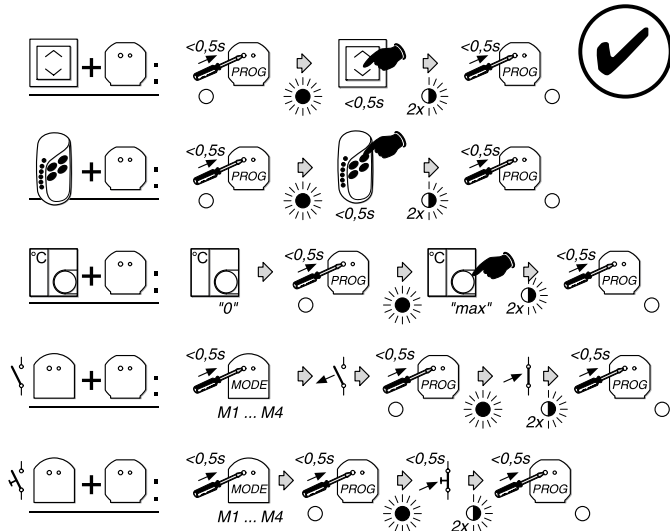 <0,5s <0,5s
PROG PROG
<0,5s 2x
<0,5s <0,5s
PROG PROG
<0,5s 2x
°C °C <0,5s °C <0,5s
PROG PROG
"0" "max" 2x
<0,5s <0,5s <0,5s
MODE PROG PROG
M1 ... M4 2x
<0,5s <0,5s <0,5s <0,5s
MODE PROG PROG
M1 ... M4 2x